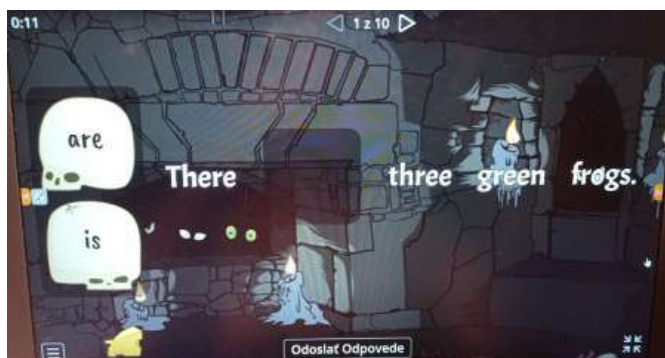 0:11
1 z 10
are
There three green frogs.
is
Odoslať Odpovede